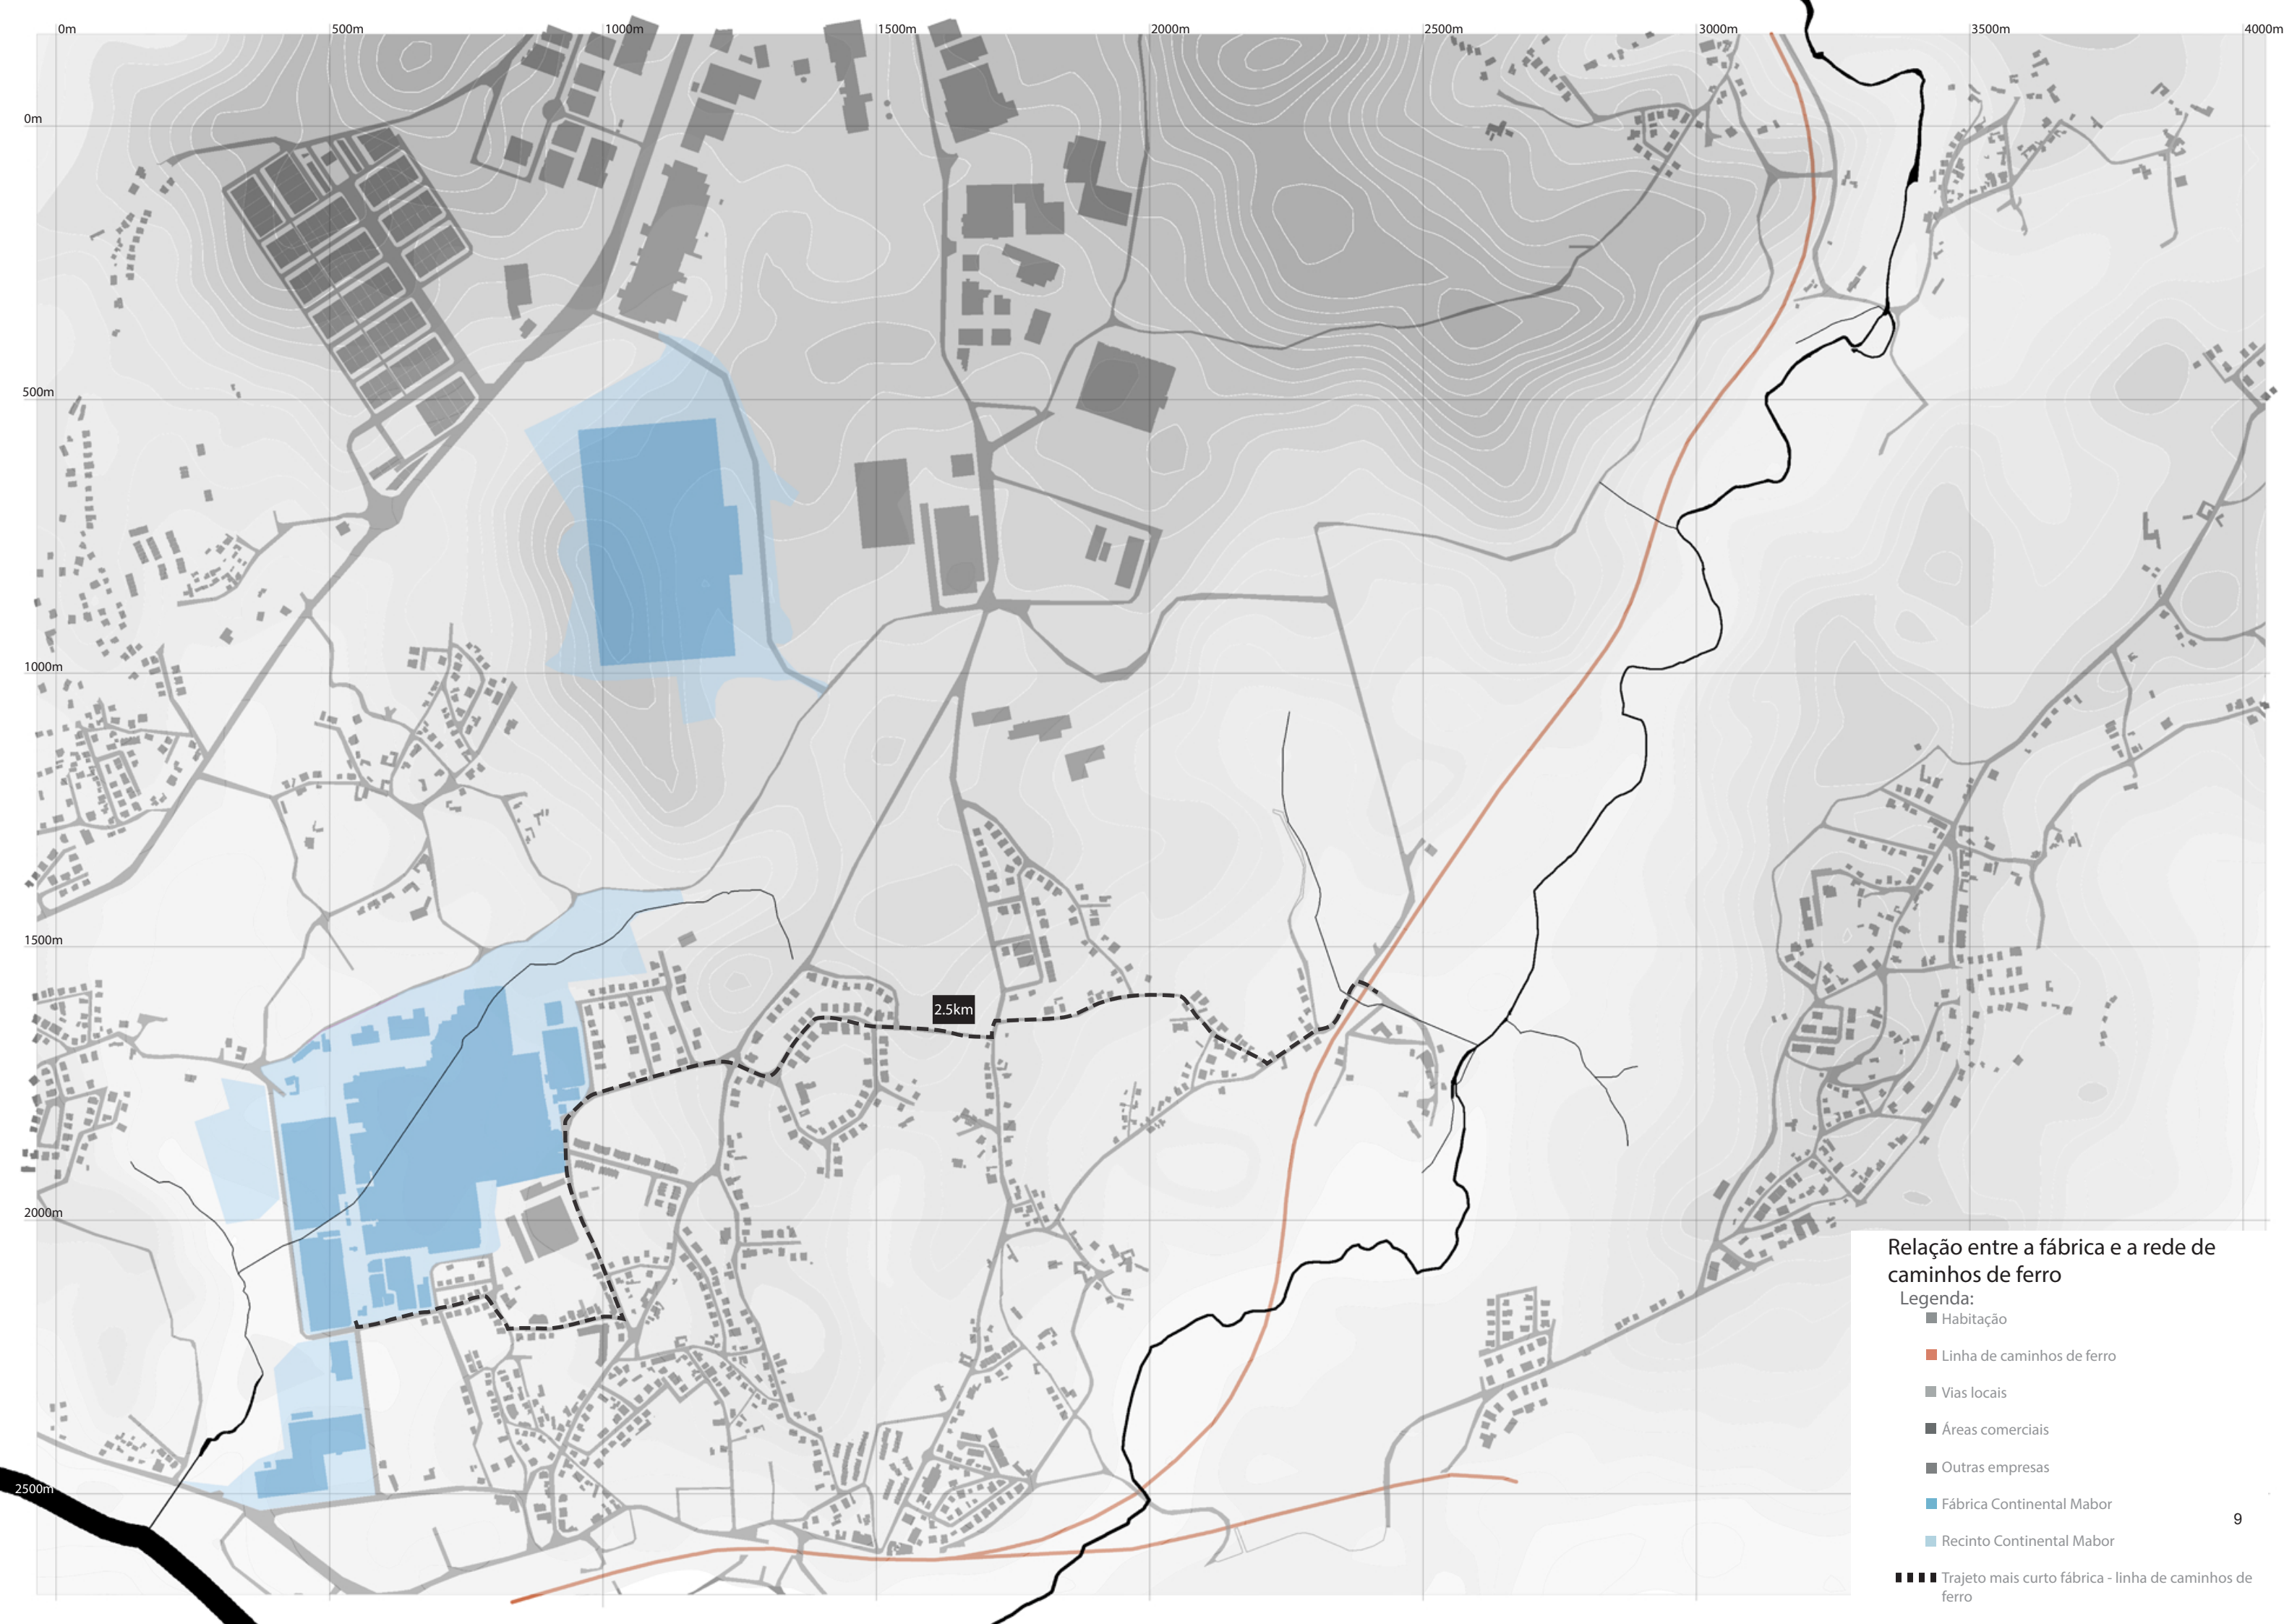 0m
500m
1000m
1500m
2000m
2500m
3000m
3500m
4000m
0m
500m
1000m
1500m
2.5km
2000m
2500m
Relação entre a fábrica e a rede de
caminhos de ferro
Legenda:
Habitação
Linha de caminhos de ferro
Vias locais
Áreas comerciais
Outras empresas
Fábrica Continental Mabor
9
Recinto Continental Mabor
Trajeto mais curto fábrica - linha de caminhos de
ferro